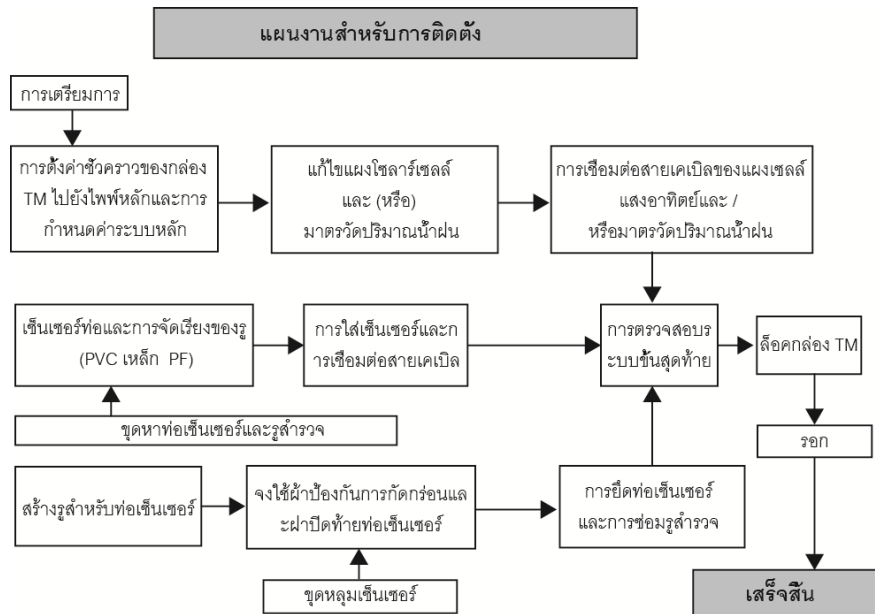 แผนงานสำหรับการติดตั้ง
การเตรียมการ
การตั้งค่าชั่วคราวของกล่อง
TM ไปยังไพพ์หลักและการ
กำหนดค่าระบบหลัก
แก้ไขแผงโซลาร์เซลล์
และ (หรือ)
มาตรวัดปริมาณน้ำฝน
การเชื่อมต่อสายเคเบิลของแผงเซลล์
แสงอาทิตย์และ /
หรือมาตรวัดปริมาณน้ำฝน
เซ็นเซอร์ท่อและการจัดเรียงของรู
(PVC เหล็ก PF)
การใส่เซ็นเซอร์และก
ารเชื่อมต่อสายเคเบิล
การตรวจสอบร
ะบบขั้นสุดท้าย
ล็อคกล่อง TM
ขุดหาท่อเซ็นเซอร์และรูสำรวจ
รอก
สร้างรูสำหรับท่อเซ็นเซอร์
จงใช้ผ้าป้องกันการกัดกร่อนแล
ะฝาปิดท้ายท่อเซ็นเซอร์
การยึดท่อเซ็นเซอร์
และการซ่อมรูสำรวจ
ขุดหลุมเซ็นเซอร์
เสร็จสิ้น